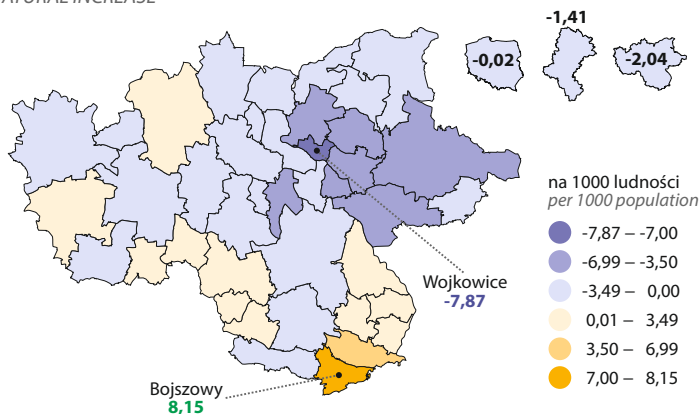 NATURAL INCREASE
-1,41
-0,02
-2,04
na 1000 ludności
per 1000 population
-7,87 – -7,00
-6,99 – -3,50
-3,49 – 0,00
0,01 – 3,49
3,50 – 6,99
7,00 – 8,15
Wojkowice
-7,87
Bojszowy
8,15